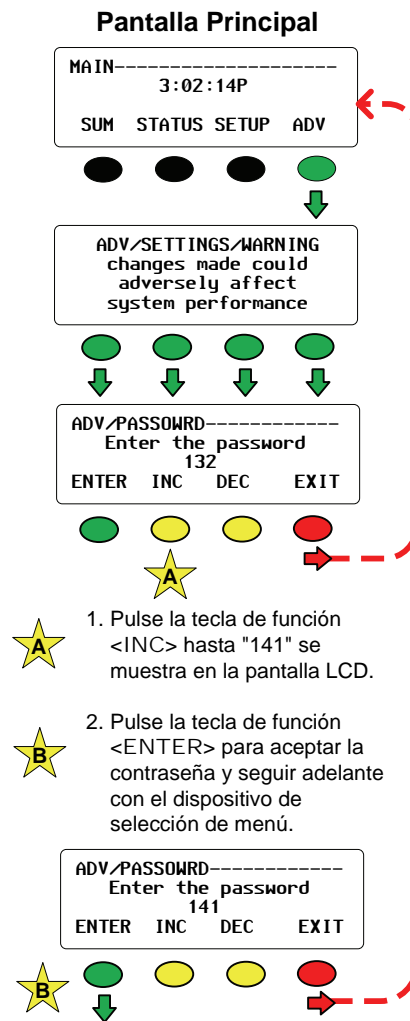 Pantalla Principal
MAIN---------------------
3:02:14P
SUM STATUS SETUP ADV
ADV/SETTINGS/WARNING
changes made could
adversely affect
system performance
ADV/PASSOWRD------------
Enter the password
132
ENTER INC DEC EXIT
A
A
1. Pulse la tecla de función
<INC> hasta "141" se
muestra en la pantalla LCD.
B
2. Pulse la tecla de función
<ENTER> para aceptar la
contraseña y seguir adelante
con el dispositivo de
selección de menú.
ADV/PASSOWRD------------
Enter the password
141
ENTER INC DEC EXIT
B